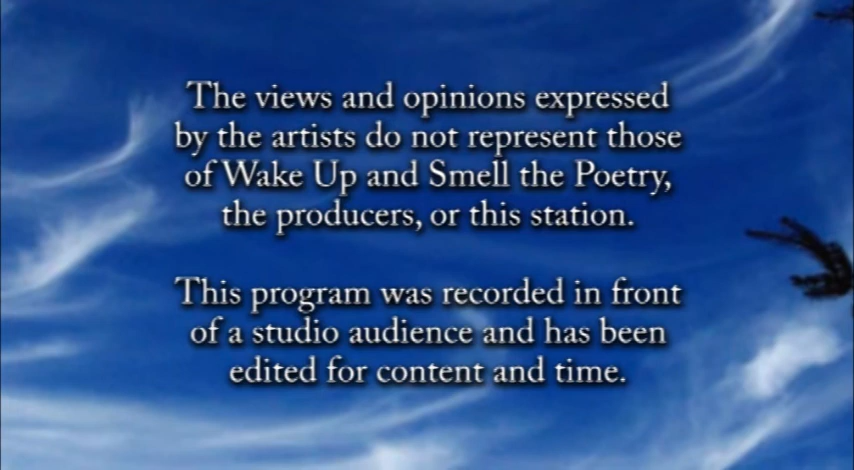 The views and opinions expressed
by the artists do not represent those
of Wake Up and Smell the Poetry,
the producers, or this station.
This program was recorded in front
of a studio audience and has been
edited for content and time.